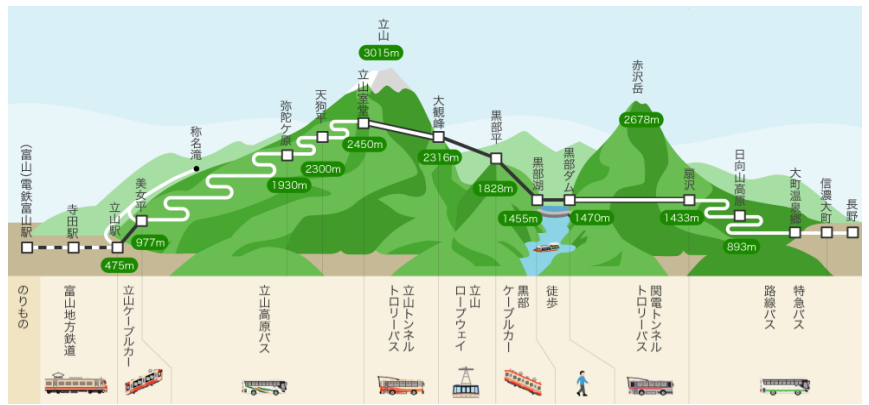 立山
3015m
赤沢岳
2678m
(富山)電鉄富山駅
寺田駅
立山駅
475m
美女平
977m
称名滝
弥陀ケ原
1930m
天狗平
2300m
立山室堂
2450m
大観峰
2316m
黒部平
1828m
黒部湖
1455m
黒部ダム
1470m
扇沢
1433m
日向山高原
893m
大町温泉郷
信濃大町
長野
のりもの
富山地方鉄道
立山ケーブルカー
立山高原バス
立山トンネル
トロリーバス
立山
ロープウェイ
黒部
ケーブルカー
徒歩
関電トンネル
トロリーバス
特急バス
路線バス